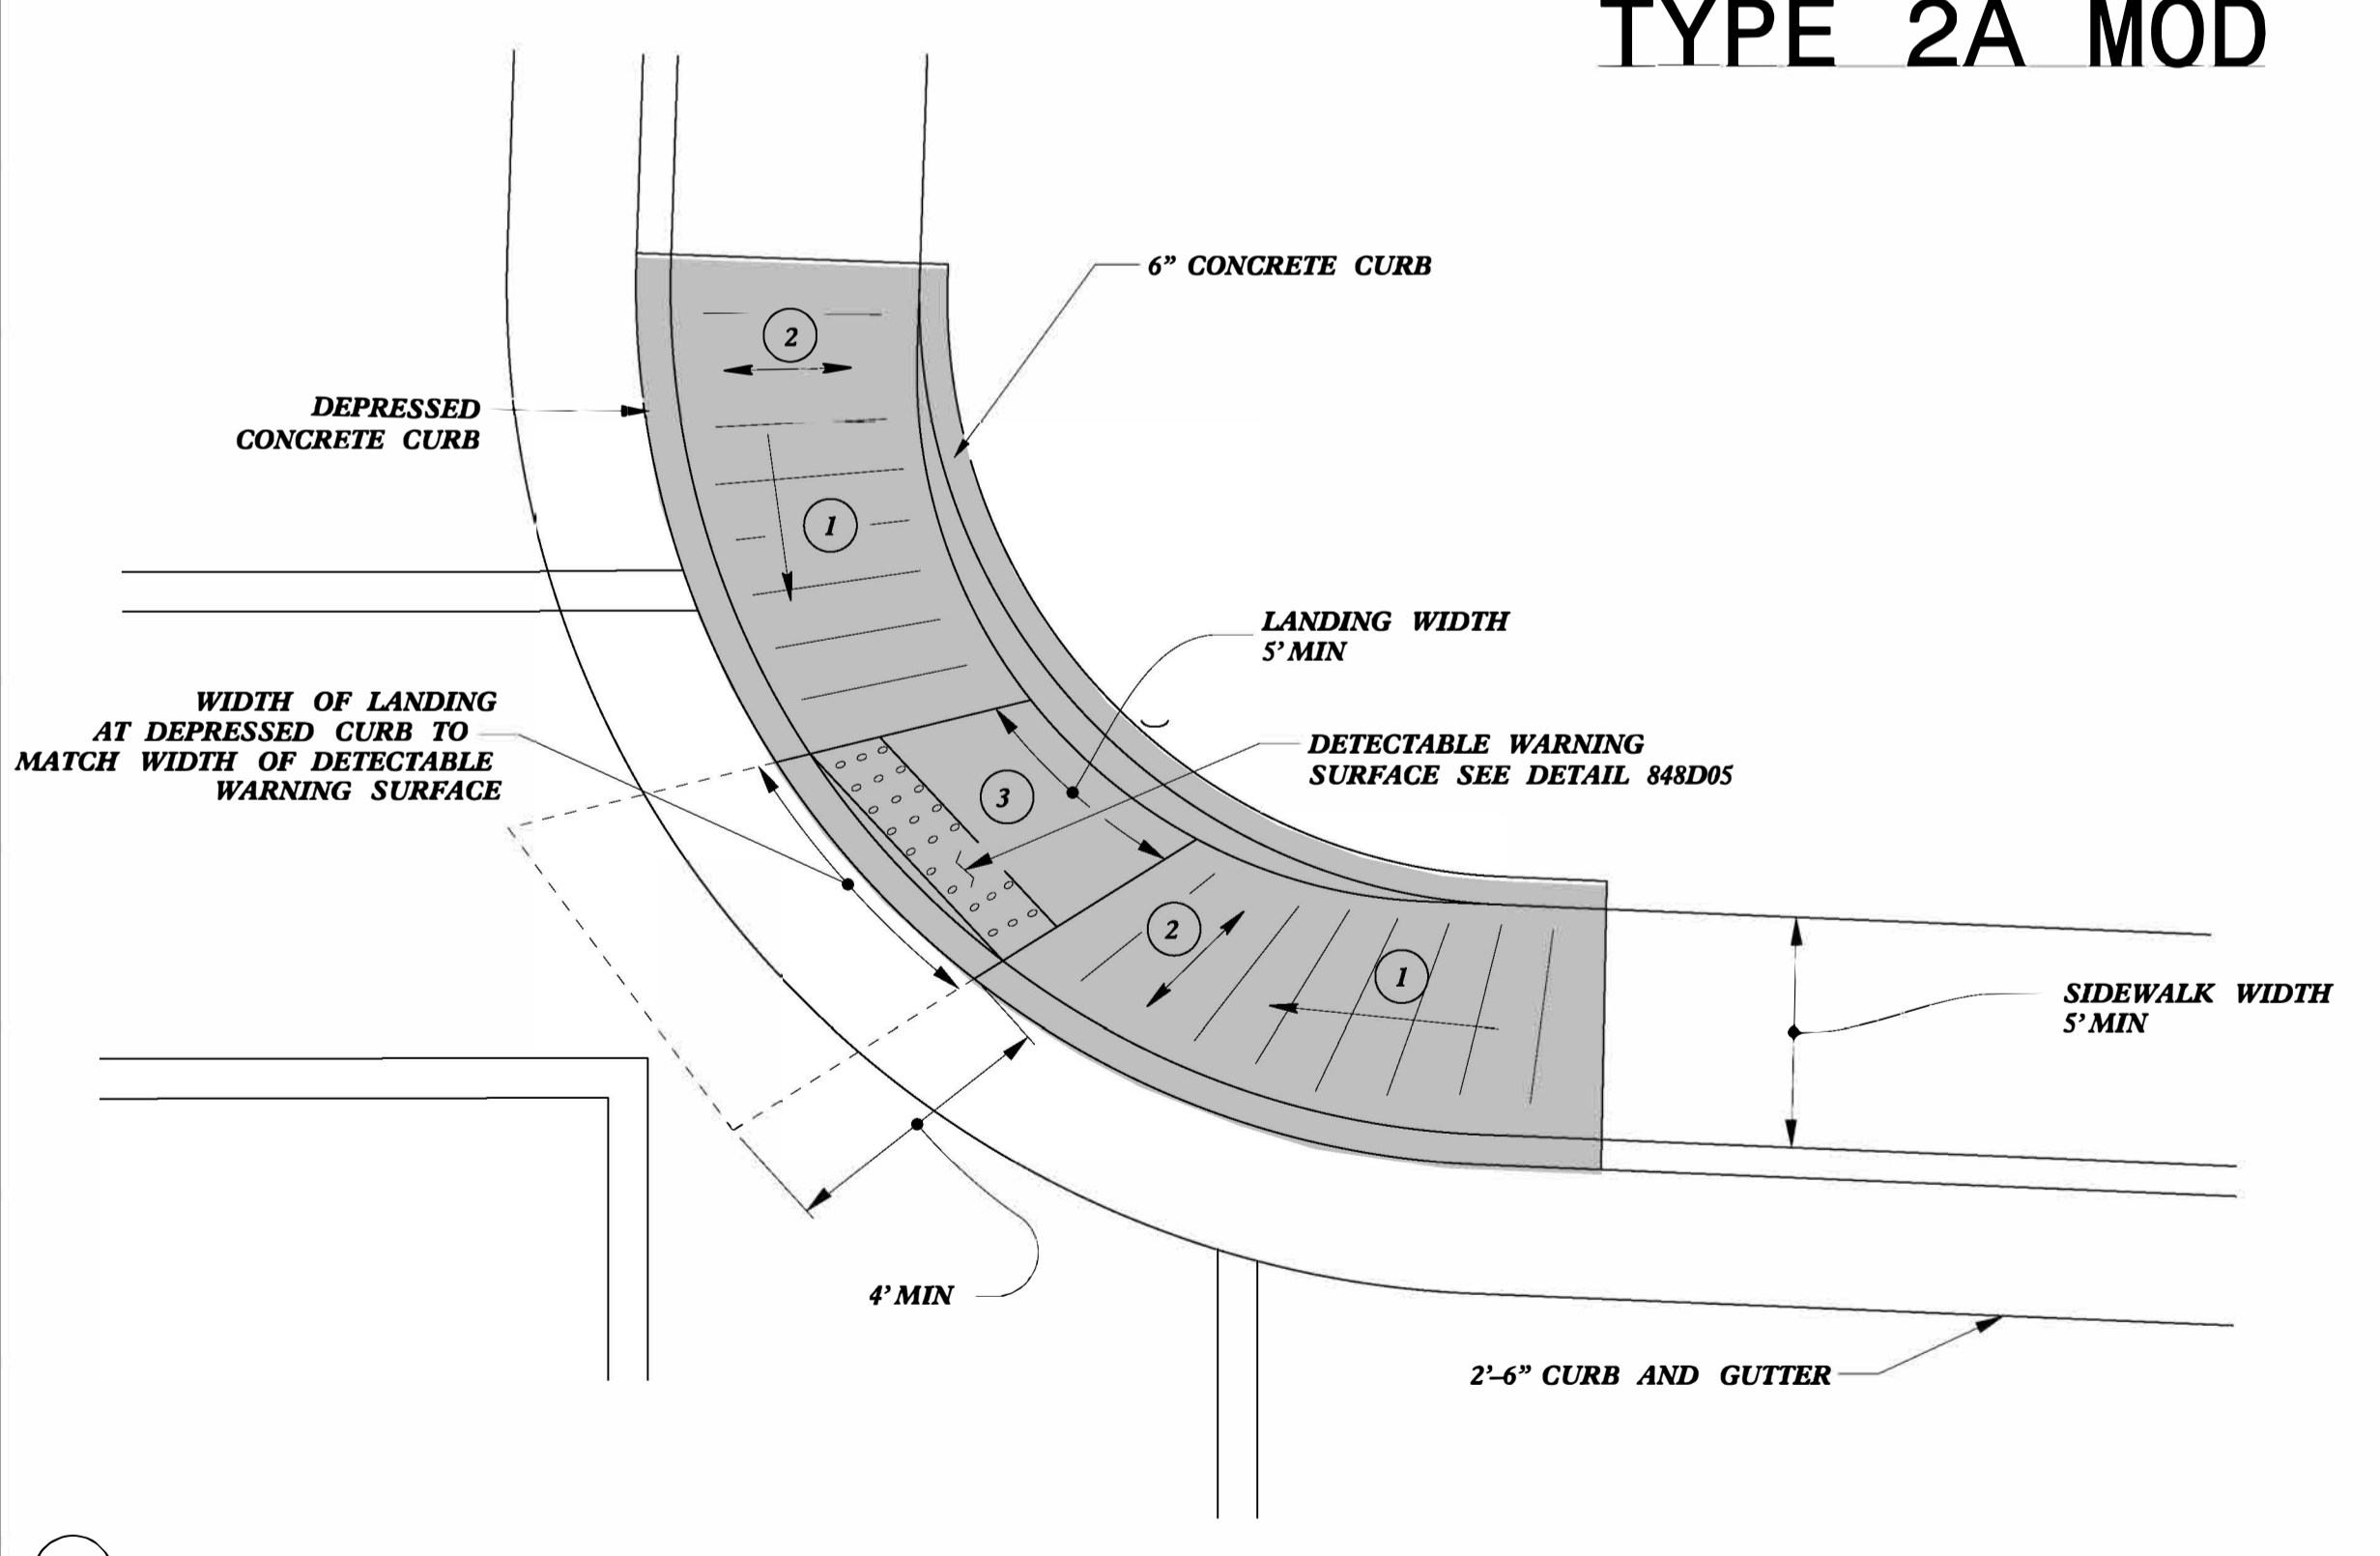 TYPE 2A MOD
6” CONCRETE CURB
2
DEPRESSED
CONCRETE CURB
1
LANDING WIDTH
5’ MIN
WIDTH OF LANDING
AT DEPRESSED CURB TO
MATCH WIDTH OF DETECTABLE
WARNING SURFACE
DETECTABLE WARNING
SURFACE SEE DETAIL 848D05
3
2
1
SIDEWALK WIDTH
5’ MIN
4’ MIN
2’-6” CURB AND GUTTER